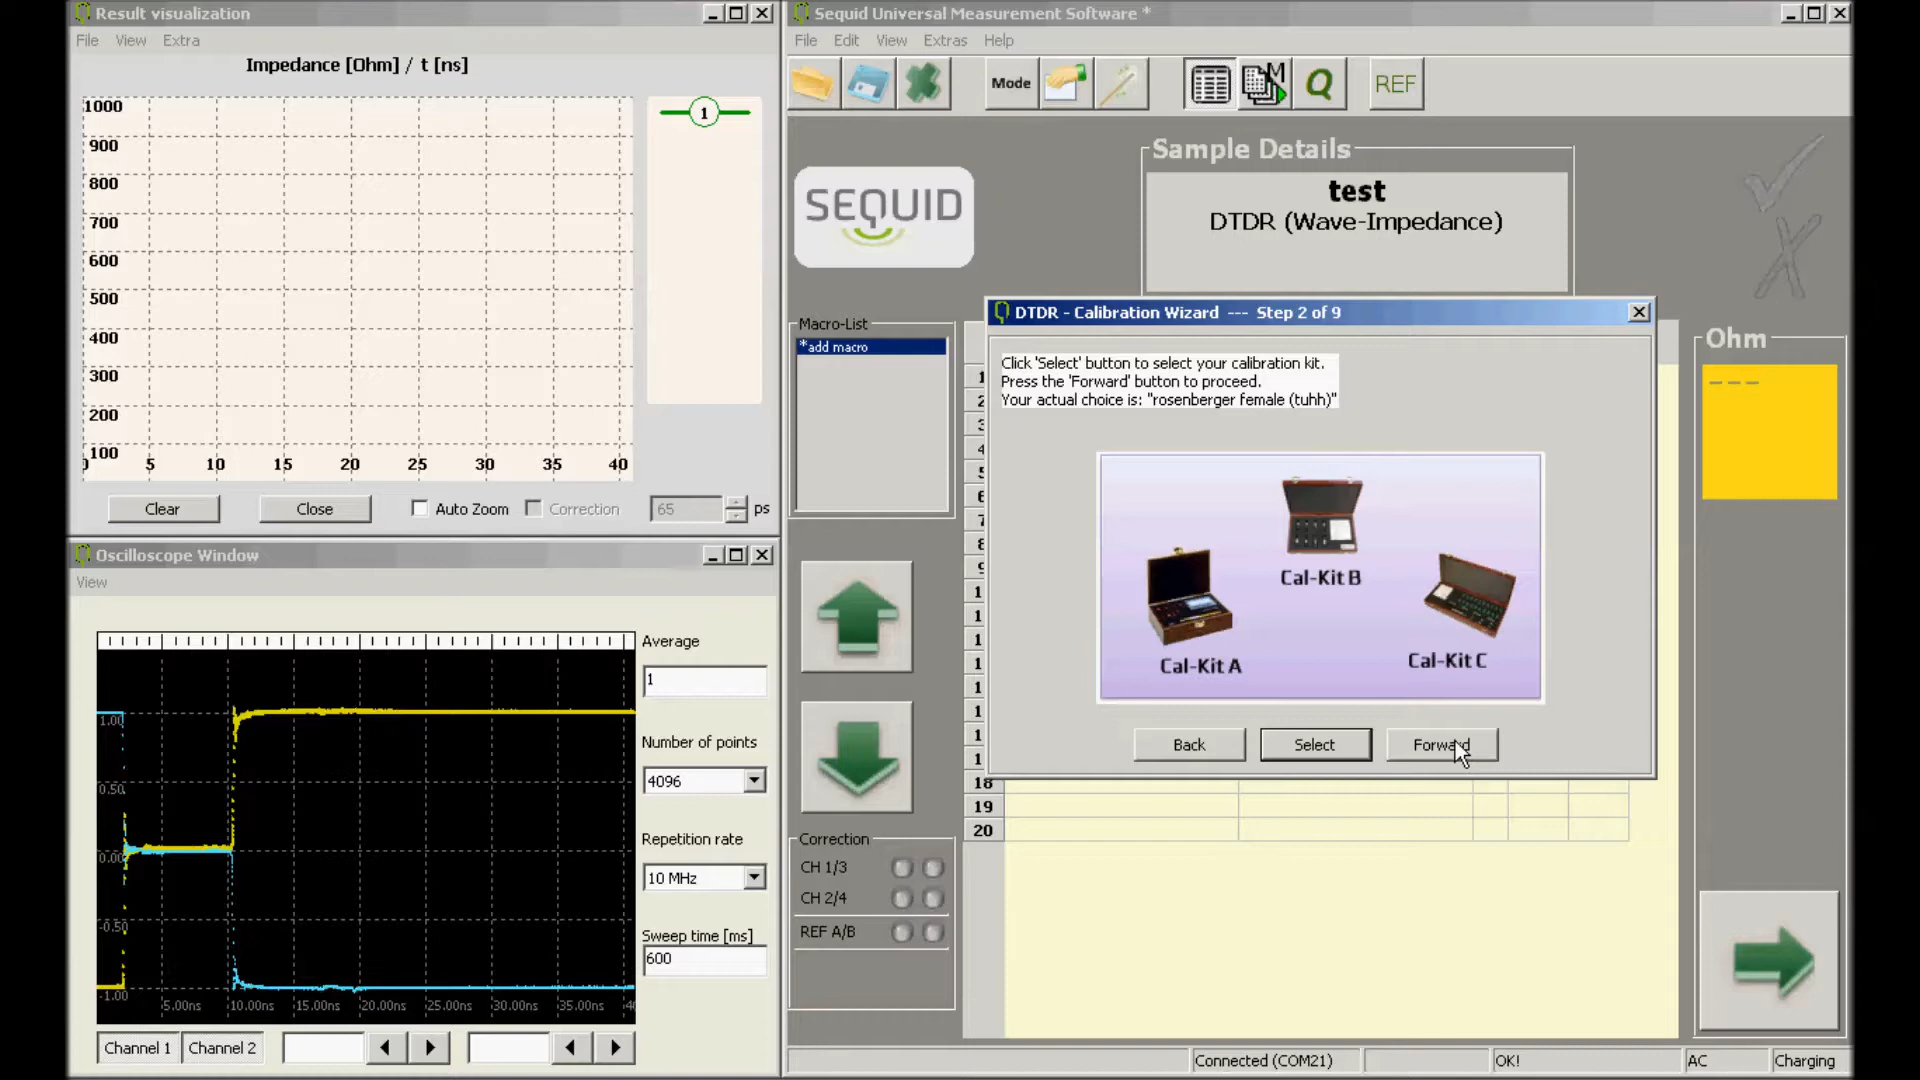 Result visualization
File View Extra
Impedance [Ohm] / t [ns]
1000
900
800
700
600
500
400
300
200
100
5 10 15 20 25 30 35 40
1
Clear
Close
Auto Zoom
Correction
65
ps
Oscilloscope Window
View
1.00
0.50
0.00
-0.50
-1.00
5.00ns 10.00ns 15.00ns 20.00ns 25.00ns 30.00ns 35.00ns
Average
1
Number of points
4096
Repetition rate
10 MHz
Sweep time [ms]
600
Channel 1
Channel 2
Sequid Universal Measurement Software *
File Edit View Extras Help
Mode
M
Q
REF
SEQUID
Sample Details
test
DTDR (Wave-Impedance)
Macro-List
*add macro
Correction
CH 1/3
CH 2/4
REF A/B
DTDR - Calibration Wizard --- Step 2 of 9
Click 'Select' button to select your calibration kit.
Press the 'Forward' button to proceed.
Your actual choice is: "rosenberger female (tuhh)"
Cal-Kit B
Cal-Kit A
Cal-Kit C
Back
Select
Forward
18
19
20
Ohm
---
Connected (COM21)
OK!
AC
Charging